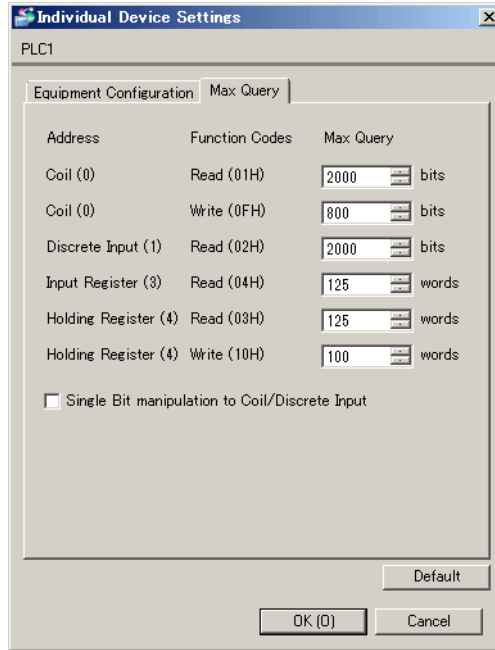 Individual Device Settings
PLC1
Equipment Configuration Max Query
Address Function Codes Max Query
Coil (0) Read (01H) 2000 bits
Coil (0) Write (0FH) 800 bits
Discrete Input (1) Read (02H) 2000 bits
Input Register (3) Read (04H) 125 words
Holding Register (4) Read (03H) 125 words
Holding Register (4) Write (10H) 100 words
Single Bit manipulation to Coil/Discrete Input
Default
OK (O) Cancel